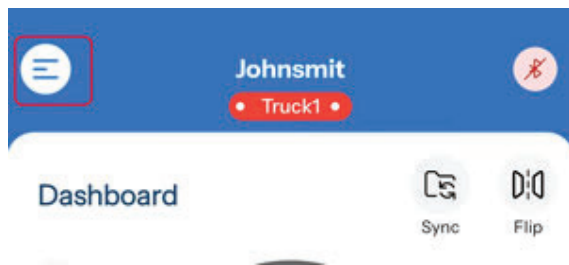 Johnsmit
• Truck1 •
Dashboard
Sync
Flip